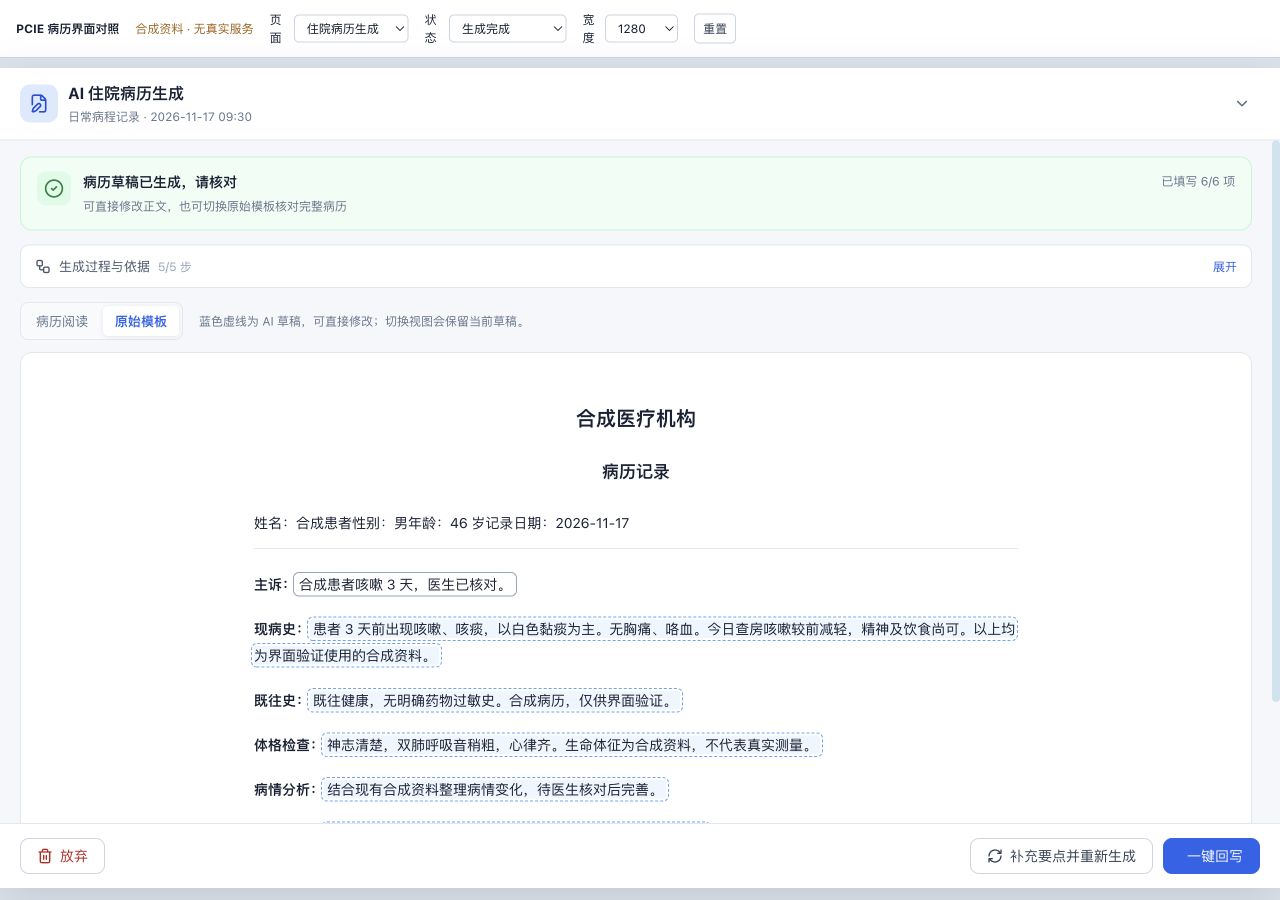 PCIE 病历界面对照 合成资料 · 无真实服务 页面 住院病历生成 状态 生成完成 宽度 1280 重置
AI 住院病历生成
日常病程记录 · 2026-11-17 09:30
病历草稿已生成，请核对 已填写 6/6 项
可直接修改正文，也可切换原始模板核对完整病历
生成过程与依据 5/5 步 展开
病历阅读 原始模板 蓝色虚线为 AI 草稿，可直接修改；切换视图会保留当前草稿。
合成医疗机构
病历记录
姓名：合成患者性别：男年龄：46 岁记录日期：2026-11-17
主诉：合成患者咳嗽 3 天，医生已核对。
现病史：患者 3 天前出现咳嗽、咳痰，以白色黏痰为主。无胸痛、咯血。今日查房咳嗽较前减轻，精神及饮食尚可。以上均
为界面验证使用的合成资料。
既往史：既往健康，无明确药物过敏史。合成病历，仅供界面验证。
体格检查：神志清楚，双肺呼吸音稍粗，心律齐。生命体征为合成资料，不代表真实测量。
病情分析：结合现有合成资料整理病情变化，待医生核对后完善。
放弃 补充要点并重新生成 一键回写